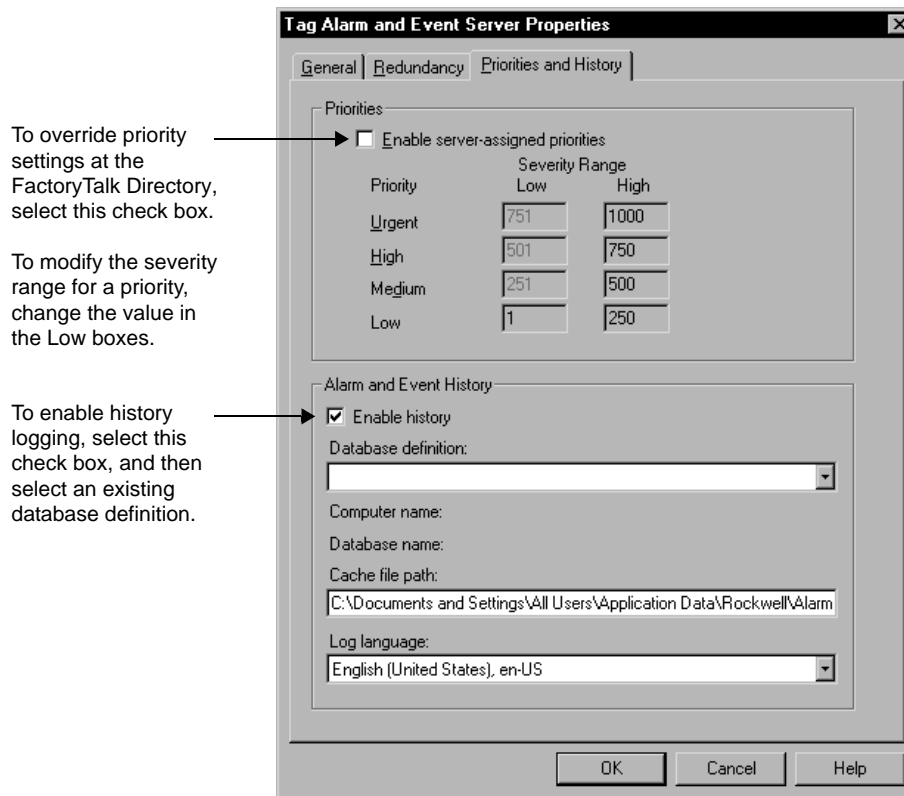 Tag Alarm and Event Server Properties
General
Redundancy
Priorities and History
Priorities
To override priority
settings at the
FactoryTalk Directory,
select this check box.
Enable server-assigned priorities
Severity Range
Priority
Low
High
Urgent
751
1000
High
501
750
Medium
251
500
Low
1
250
To modify the severity
range for a priority,
change the value in
the Low boxes.
Alarm and Event History
To enable history
logging, select this
check box, and then
select an existing
database definition.
Enable history
Database definition:
Computer name:
Database name:
Cache file path:
C:\Documents and Settings\All Users\Application Data\Rockwell\Alarm
Log language:
English (United States), en-US
OK
Cancel
Help